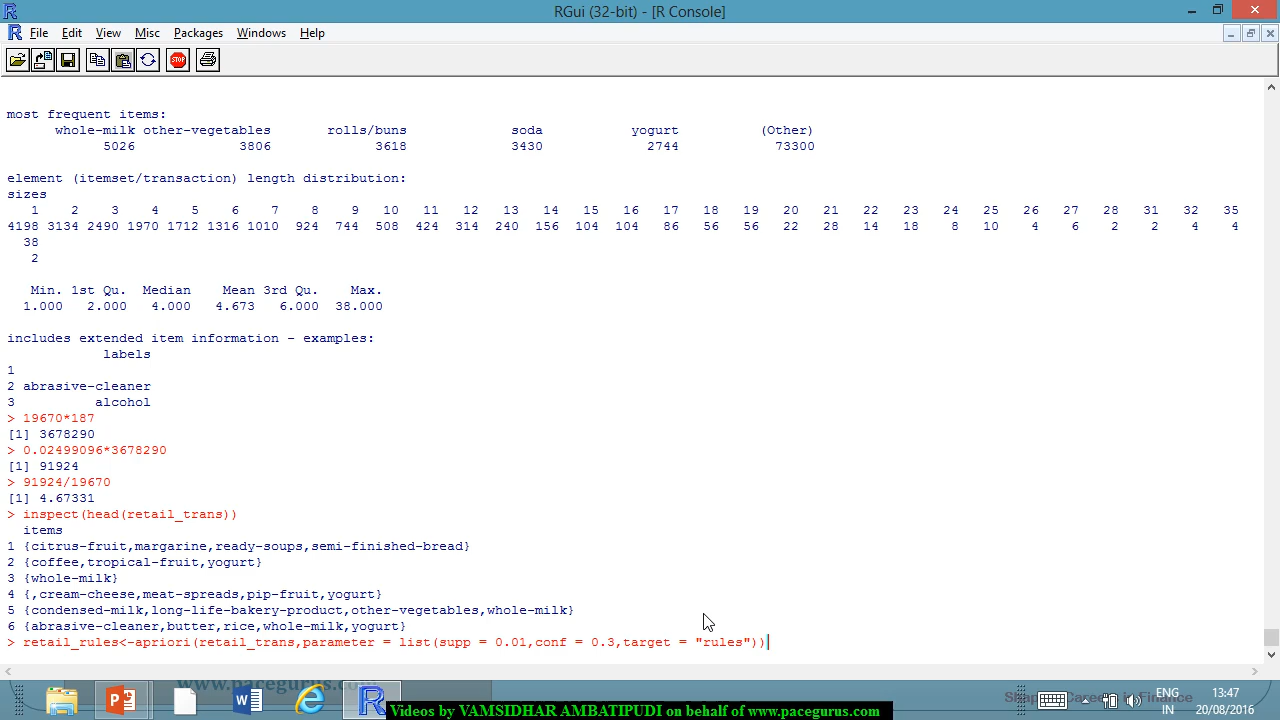 RGui (32-bit) - [R Console]
File Edit View Misc Packages Windows Help
STOP
most frequent items:
whole-milk other-vegetables rolls/buns soda yogurt (Other)
5026 3806 3618 3430 2744 73300
element (itemset/transaction) length distribution:
sizes
1 2 3 4 5 6 7 8 9 10 11 12 13 14 15 16 17 18 19 20 21 22 23 24 25 26 27 28 31 32 35
4198 3134 2490 1970 1712 1316 1010 924 744 508 424 314 240 156 104 104 86 56 56 22 28 14 18 8 10 4 6 2 2 4 4
38
2
Min. 1st Qu. Median Mean 3rd Qu. Max.
1.000 2.000 4.000 4.673 6.000 38.000
includes extended item information - examples:
labels
1
2 abrasive-cleaner
3 alcohol
> 19670*187
[1] 3678290
> 0.02499096*3678290
[1] 91924
> 91924/19670
[1] 4.67331
> inspect(head(retail_trans))
items
1 {citrus-fruit,margarine,ready-soups,semi-finished-bread}
2 {coffee,tropical-fruit,yogurt}
3 {whole-milk}
4 {,cream-cheese,meat-spreads,pip-fruit,yogurt}
5 {condensed-milk,long-life-bakery-product,other-vegetables,whole-milk}
6 {abrasive-cleaner,butter,rice,whole-milk,yogurt}
> retail_rules<-apriori(retail_trans,parameter = list(supp = 0.01,conf = 0.3,target = "rules"))
www.pacegurus.com
ENG 13:47
IN 20/08/2016
Videos by VAMSIDHAR AMBATIPUDI on behalf of www.pacegurus.com